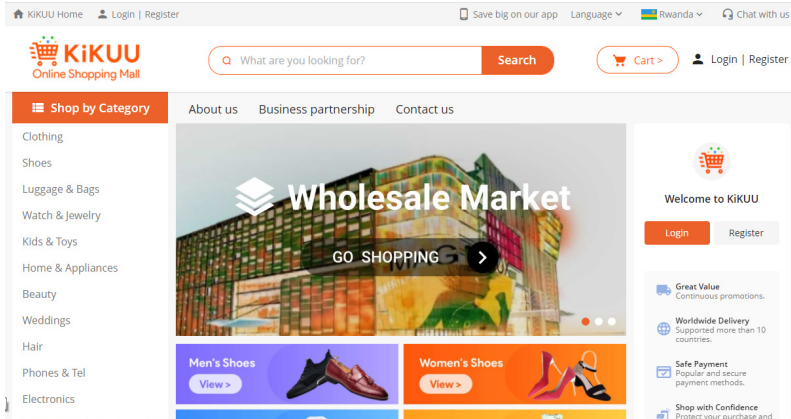 KiKUU Home
Login | Register
Save big on our app
Language
Rwanda
Chat with us
KiKUU
Online Shopping Mall
What are you looking for?
Search
Cart >
Login | Register
Shop by Category
About us
Business partnership
Contact us
Clothing
Shoes
Luggage & Bags
Watch & Jewelry
Kids & Toys
Home & Appliances
Beauty
Weddings
Hair
Phones & Tel
Electronics
Wholesale Market
GO SHOPPING
Men's Shoes
View >
Women's Shoes
View >
Welcome to KiKUU
Login
Register
Great Value
Continuous promotions.
Worldwide Delivery
Supported more than 10
countries.
Safe Payment
Popular and secure
payment methods.
Shop with Confidence
Protect your purchase and